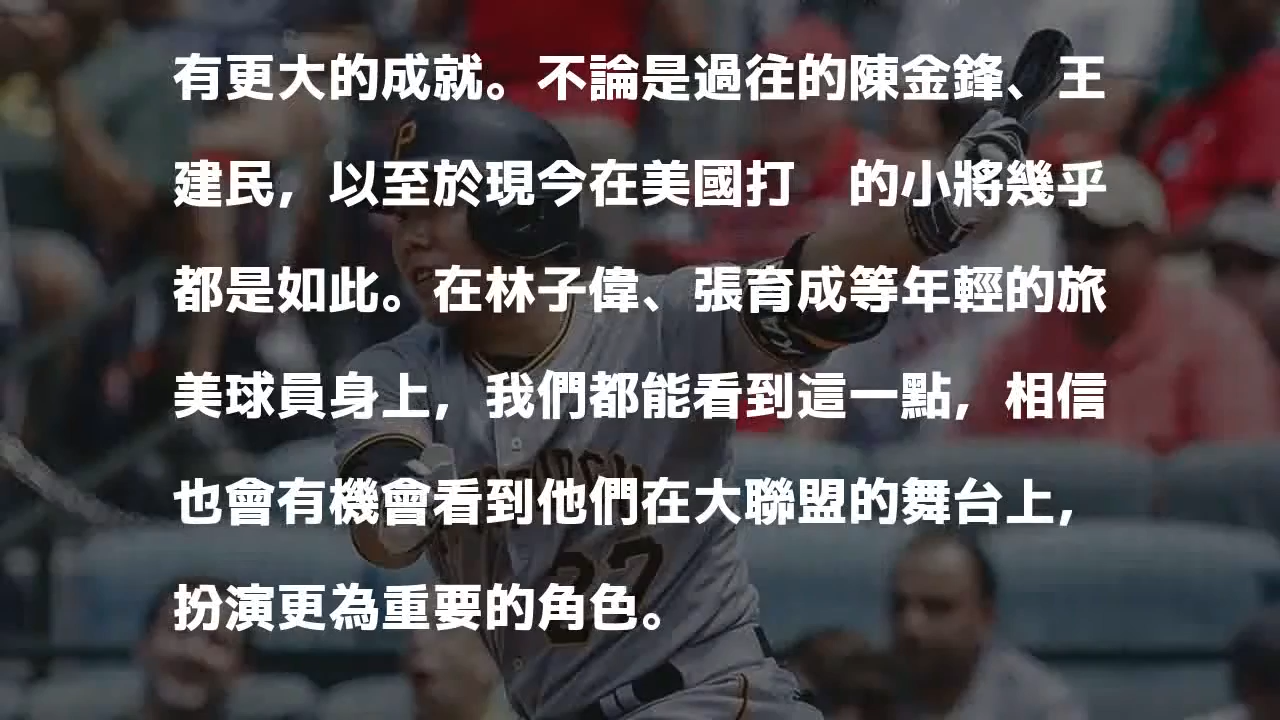 有更大的成就。不論是過往的陳金鋒、王
建民，以至於現今在美國打　的小將幾乎
都是如此。在林子偉、張育成等年輕的旅
美球員身上，我們都能看到這一點，相信
也會有機會看到他們在大聯盟的舞台上，
扮演更為重要的角色。
P
27